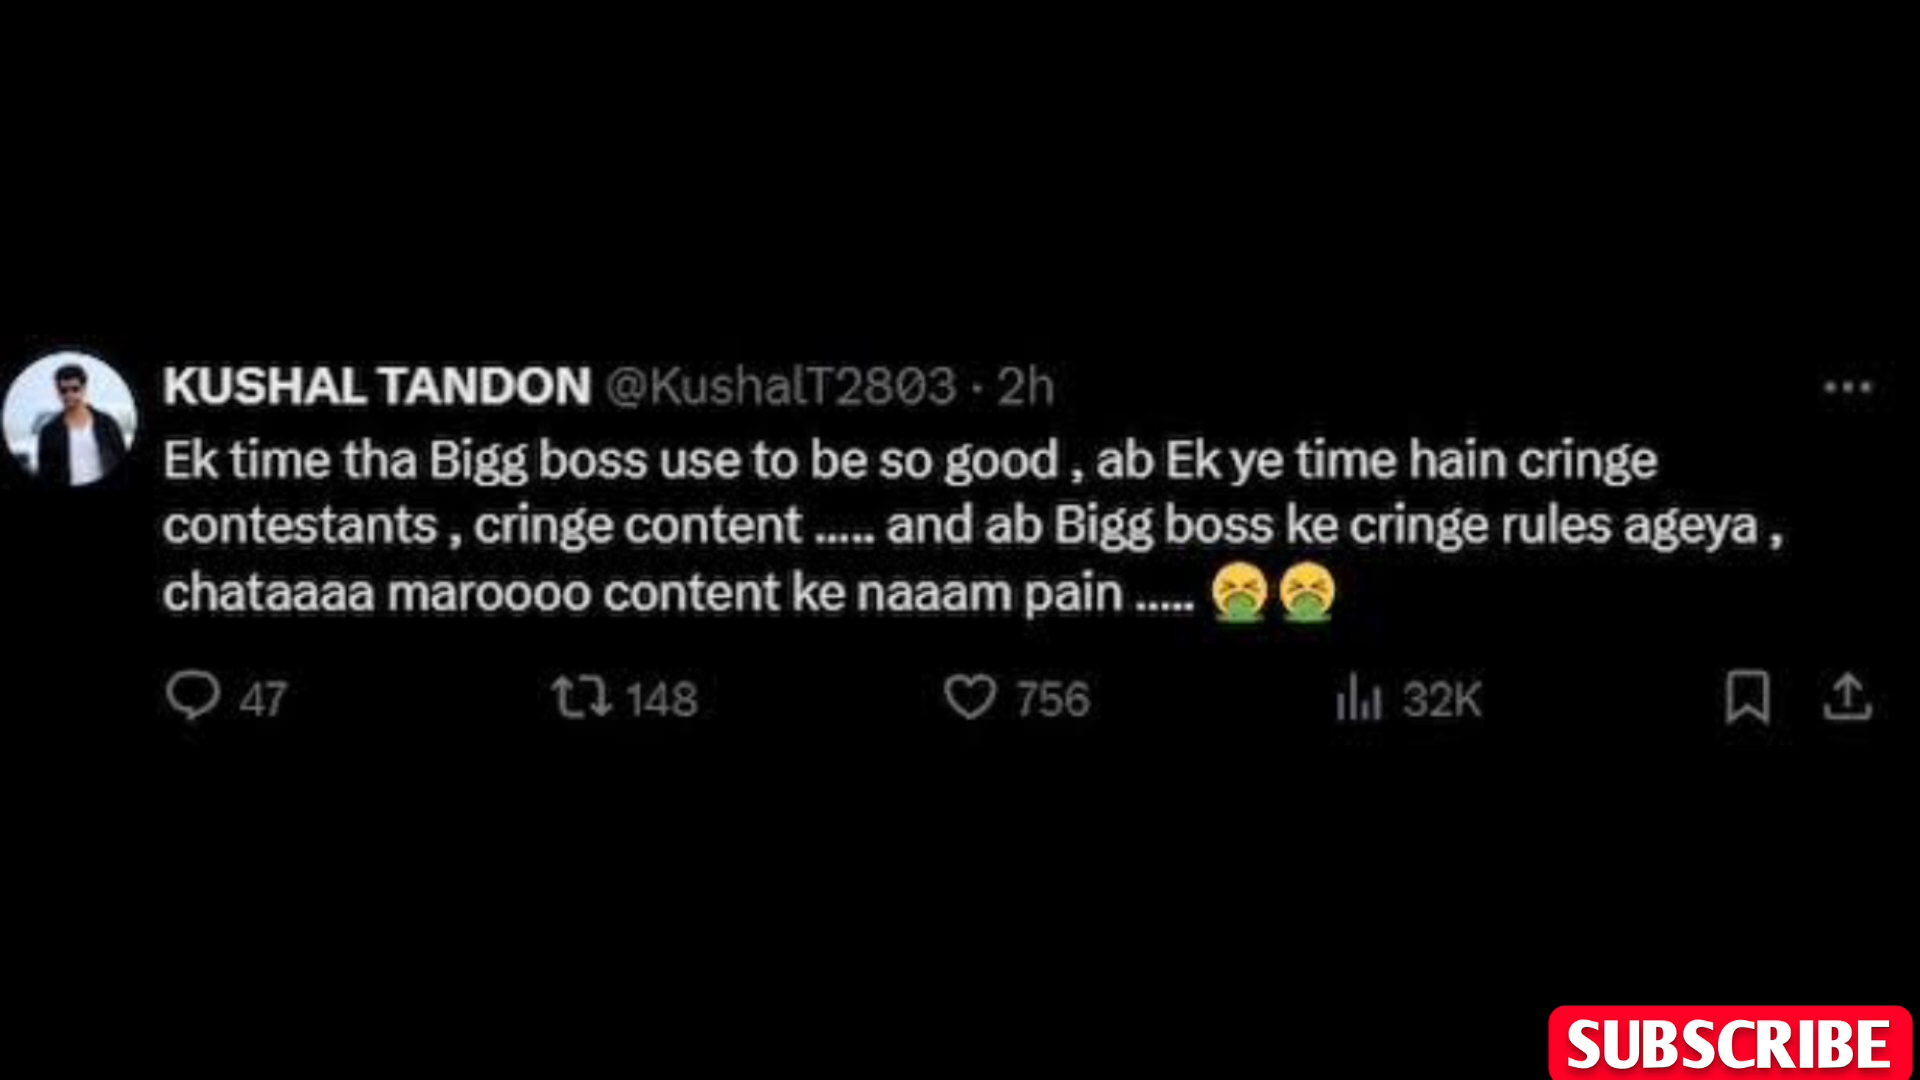 KUSHAL TANDON @KushalT2803 · 2h
Ek time tha Bigg boss use to be so good , ab Ek ye time hain cringe
contestants , cringe content ..... and ab Bigg boss ke cringe rules ageya ,
chataaaa maroooo content ke naaam pain ..... 🤮🤮
47 148 756 32K
SUBSCRIBE